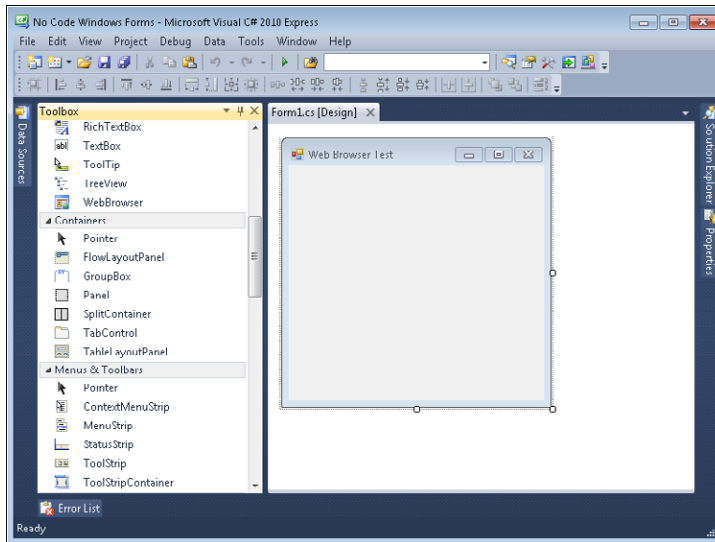 No Code Windows Forms - Microsoft Visual C# 2010 Express
File Edit View Project Debug Data Tools Window Help
Toolbox
Form1.cs [Design]
Data Sources
RichTextBox
TextBox
ToolTip
TreeView
WebBrowser
Containers
Pointer
FlowLayoutPanel
GroupBox
Panel
SplitContainer
TabControl
TableLayoutPanel
Menus & Toolbars
Pointer
ContextMenuStrip
MenuStrip
StatusStrip
ToolStrip
ToolStripContainer
Web Browser Test
Solution Explorer
Properties
Error List
Ready